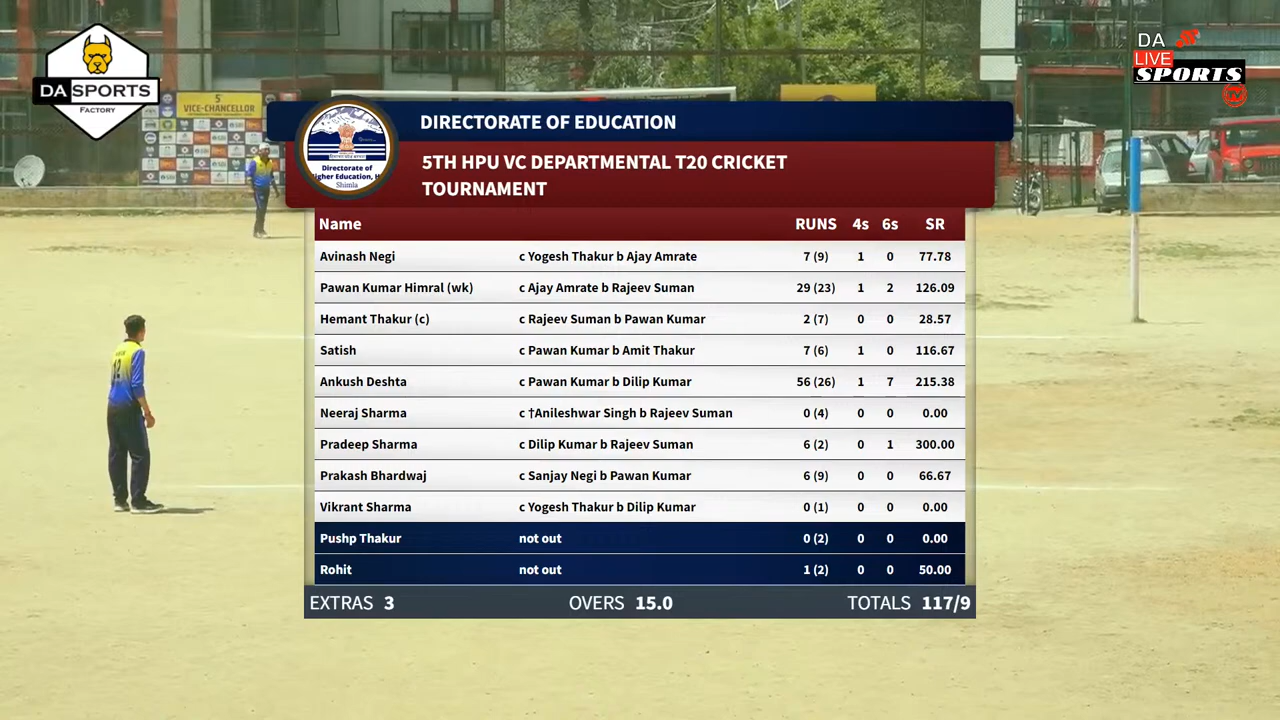 DA SPORTS
FACTORY
5
VICE-CHANCELLOR
DA
LIVE
SPORTS
DIRECTORATE OF EDUCATION
5TH HPU VC DEPARTMENTAL T20 CRICKET
TOURNAMENT
Directorate of
Higher Education, H
Shimla
Name RUNS 4s 6s SR
Avinash Negi c Yogesh Thakur b Ajay Amrate 7 (9) 1 0 77.78
Pawan Kumar Himral (wk) c Ajay Amrate b Rajeev Suman 29 (23) 1 2 126.09
Hemant Thakur (c) c Rajeev Suman b Pawan Kumar 2 (7) 0 0 28.57
Satish c Pawan Kumar b Amit Thakur 7 (6) 1 0 116.67
Ankush Deshta c Pawan Kumar b Dilip Kumar 56 (26) 1 7 215.38
Neeraj Sharma c †Anileshwar Singh b Rajeev Suman 0 (4) 0 0 0.00
Pradeep Sharma c Dilip Kumar b Rajeev Suman 6 (2) 0 1 300.00
Prakash Bhardwaj c Sanjay Negi b Pawan Kumar 6 (9) 0 0 66.67
Vikrant Sharma c Yogesh Thakur b Dilip Kumar 0 (1) 0 0 0.00
Pushp Thakur not out 0 (2) 0 0 0.00
Rohit not out 1 (2) 0 0 50.00
EXTRAS 3 OVERS 15.0 TOTALS 117/9
12